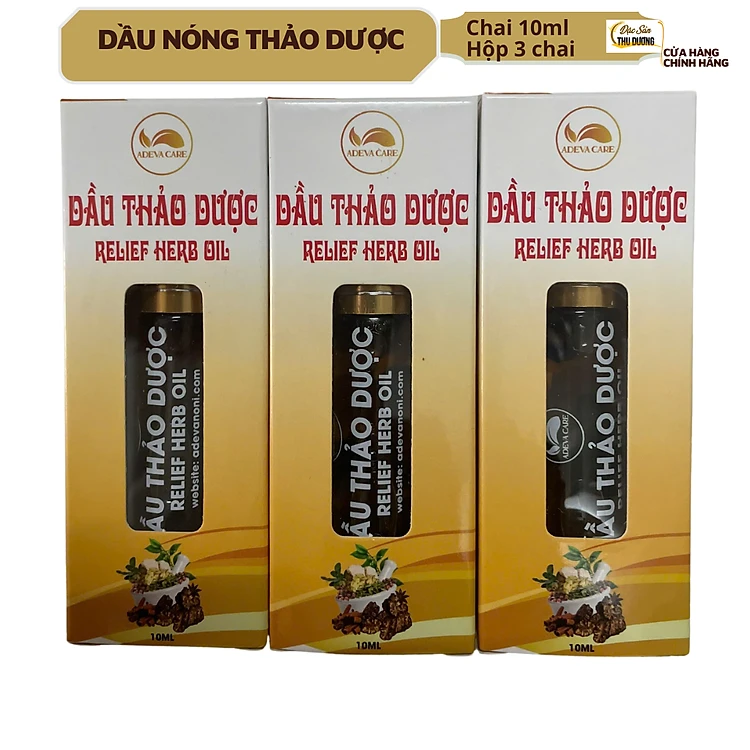 DẦU NÓNG THẢO DƯỢC
Chai 10ml
Hộp 3 chai
Đặc Sản
THU DƯƠNG
CỬA HÀNG
CHÍNH HÃNG
ADEVA CARE
DẦU THẢO DƯỢC
RELIEF HERB OIL
ẦU THẢO DƯỢC
RELIEF HERB OIL
website: adevanoni.com
10ML
ADEVA CARE
DẦU THẢO DƯỢC
RELIEF HERB OIL
ẦU THẢO DƯỢC
RELIEF HERB OIL
website: adevanoni.com
10ML
ADEVA CARE
DẦU THẢO DƯỢC
RELIEF HERB OIL
ADEVA CARE
ẦU THẢO DƯỢC
RELIEF HERB OIL
10ML